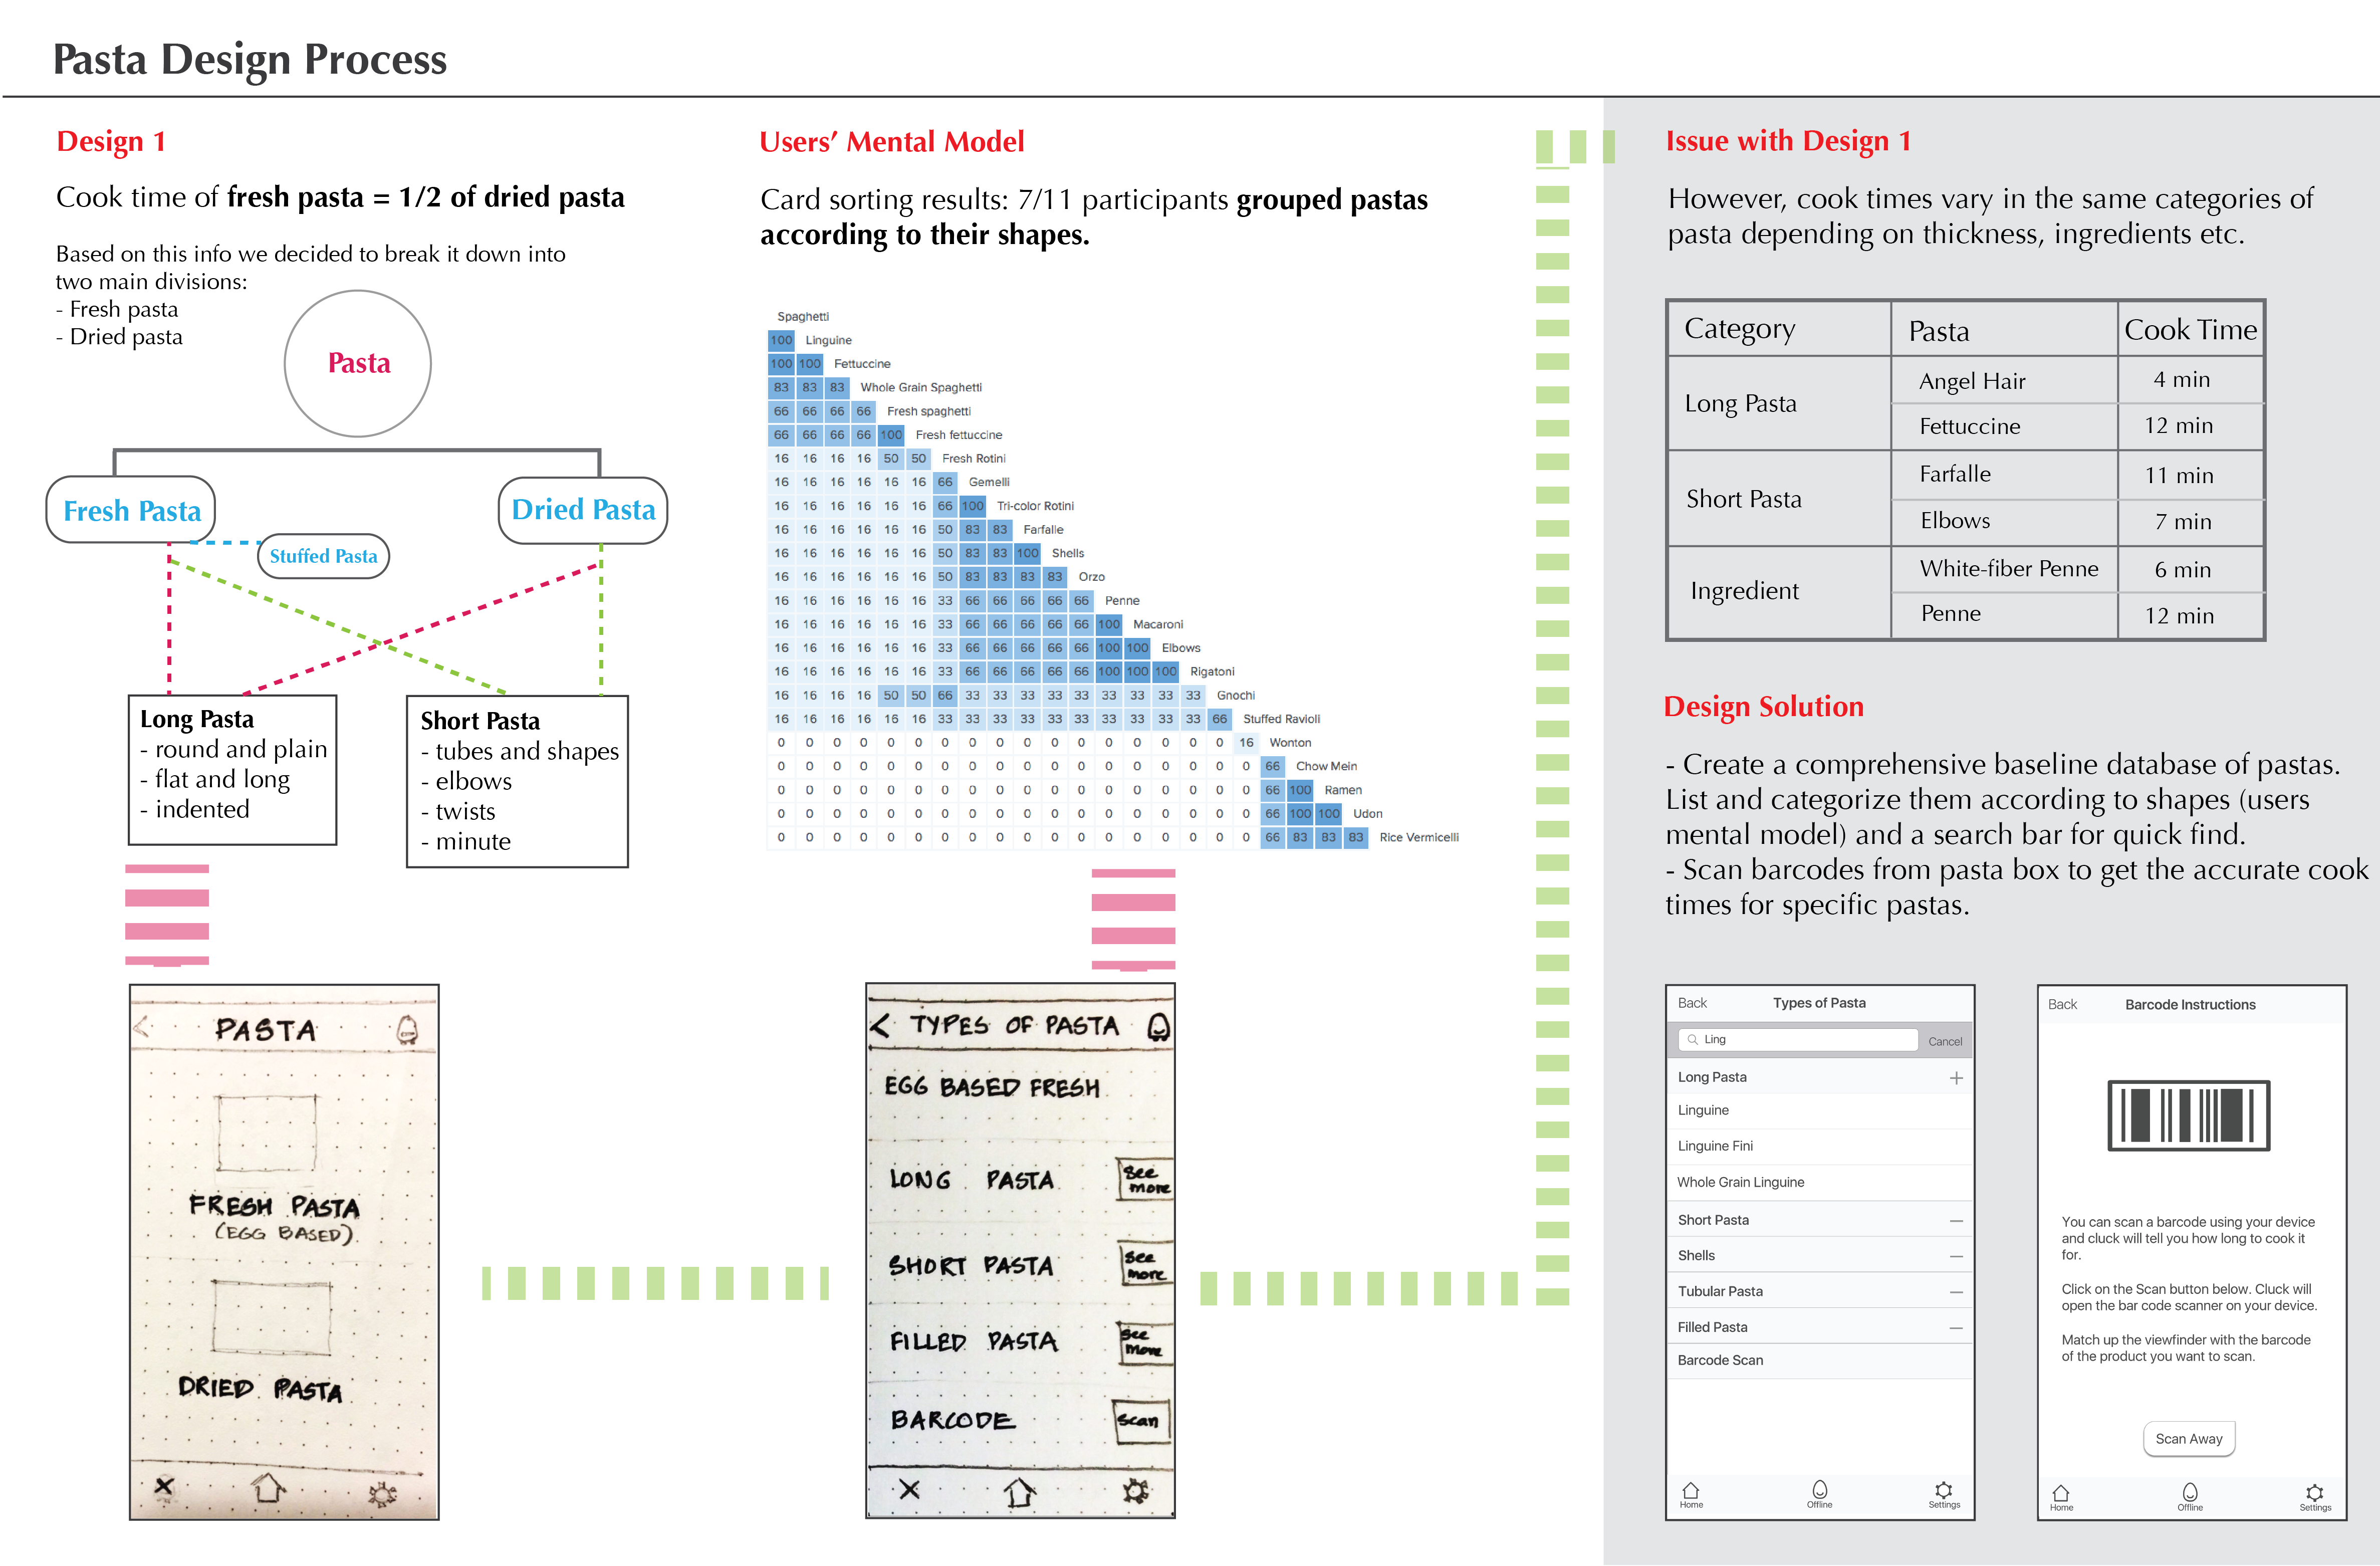 Pasta Design Process
Design 1
Cook time of fresh pasta = 1/2 of dried pasta
Based on this info we decided to break it down into
two main divisions:
- Fresh pasta
- Dried pasta
Pasta
Fresh Pasta
Dried Pasta
Stuffed Pasta
Long Pasta
- round and plain
- flat and long
- indented
Short Pasta
- tubes and shapes
- elbows
- twists
- minute
PASTA
FRESH PASTA
(EGG BASED)
DRIED PASTA
Users' Mental Model
Card sorting results: 7/11 participants grouped pastas
according to their shapes.
Spaghetti
100 Linguine
100 100 Fettuccine
83 83 83 Whole Grain Spaghetti
66 66 66 66 Fresh spaghetti
66 66 66 66 100 Fresh fettuccine
16 16 16 16 50 50 Fresh Rotini
16 16 16 16 16 16 66 Gemelli
16 16 16 16 16 16 66 100 Tri-color Rotini
16 16 16 16 16 16 50 83 83 Farfalle
16 16 16 16 16 16 50 83 83 100 Shells
16 16 16 16 16 16 50 83 83 83 83 Orzo
16 16 16 16 16 16 33 66 66 66 66 66 Penne
16 16 16 16 16 16 33 66 66 66 66 66 100 Macaroni
16 16 16 16 16 16 33 66 66 66 66 66 100 100 Elbows
16 16 16 16 16 16 33 66 66 66 66 66 100 100 100 Rigatoni
16 16 16 16 50 50 66 33 33 33 33 33 33 33 33 33 Gnochi
16 16 16 16 16 16 33 33 33 33 33 33 33 33 33 33 66 Stuffed Ravioli
0 0 0 0 0 0 0 0 0 0 0 0 0 0 0 0 0 16 Wonton
0 0 0 0 0 0 0 0 0 0 0 0 0 0 0 0 0 0 66 Chow Mein
0 0 0 0 0 0 0 0 0 0 0 0 0 0 0 0 0 0 66 100 Ramen
0 0 0 0 0 0 0 0 0 0 0 0 0 0 0 0 0 0 66 100 100 Udon
0 0 0 0 0 0 0 0 0 0 0 0 0 0 0 0 0 0 66 83 83 83 Rice Vermicelli
TYPES OF PASTA
EGG BASED FRESH
LONG PASTA see more
SHORT PASTA see more
FILLED PASTA see more
BARCODE scan
Issue with Design 1
However, cook times vary in the same categories of
pasta depending on thickness, ingredients etc.
Category Pasta Cook Time
Long Pasta
Angel Hair 4 min
Fettuccine 12 min
Short Pasta
Farfalle 11 min
Elbows 7 min
Ingredient
White-fiber Penne 6 min
Penne 12 min
Design Solution
- Create a comprehensive baseline database of pastas.
List and categorize them according to shapes (users
mental model) and a search bar for quick find.
- Scan barcodes from pasta box to get the accurate cook
times for specific pastas.
Back Types of Pasta
Ling Cancel
Long Pasta
Linguine
Linguine Fini
Whole Grain Linguine
Short Pasta
Shells
Tubular Pasta
Filled Pasta
Barcode Scan
Home Offline Settings
Back Barcode Instructions
You can scan a barcode using your device
and cluck will tell you how long to cook it
for.
Click on the Scan button below. Cluck will
open the bar code scanner on your device.
Match up the viewfinder with the barcode
of the product you want to scan.
Scan Away
Home Offline Settings